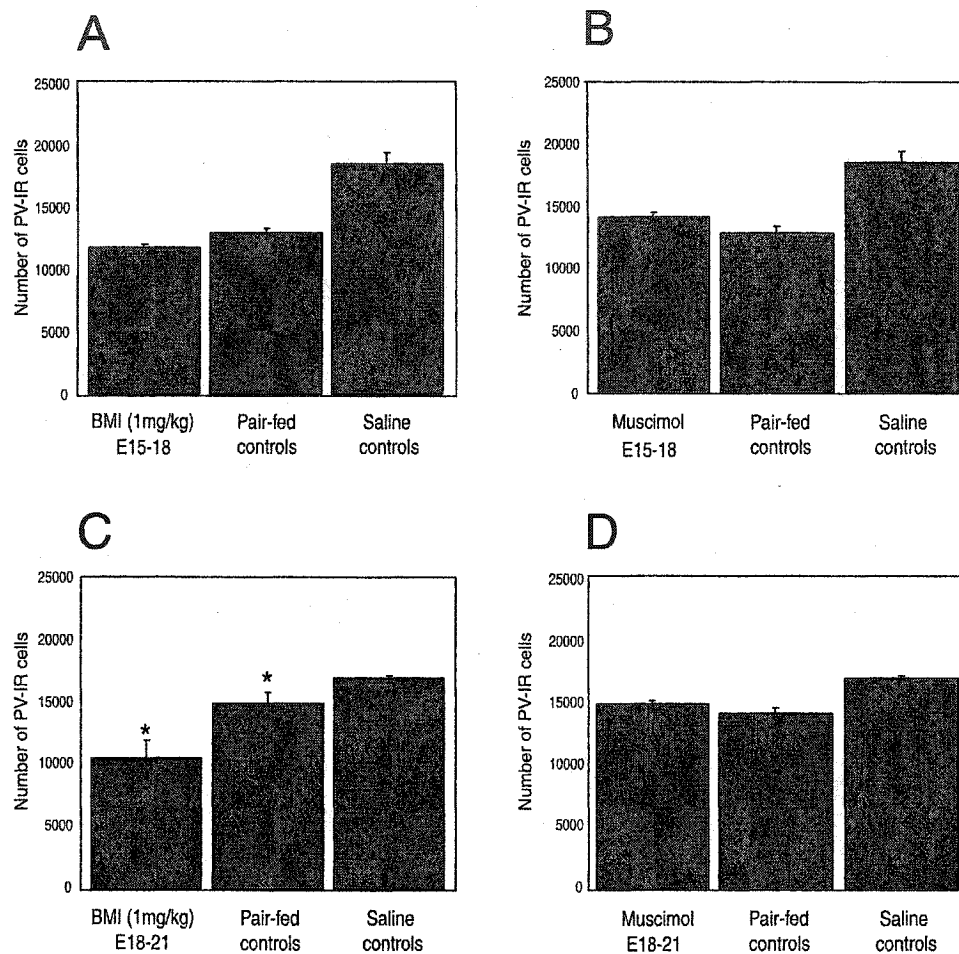 A
Number of PV-IR cells
25000
20000
15000
10000
5000
0
BMI (1mg/kg)
E15-18
Pair-fed
controls
Saline
controls
B
Number of PV-IR cells
25000
20000
15000
10000
5000
0
Muscimol
E15-18
Pair-fed
controls
Saline
controls
C
Number of PV-IR cells
25000
20000
15000
10000
5000
0
*
*
BMI (1mg/kg)
E18-21
Pair-fed
controls
Saline
controls
D
Number of PV-IR cells
25000
20000
15000
10000
5000
0
Muscimol
E18-21
Pair-fed
controls
Saline
controls